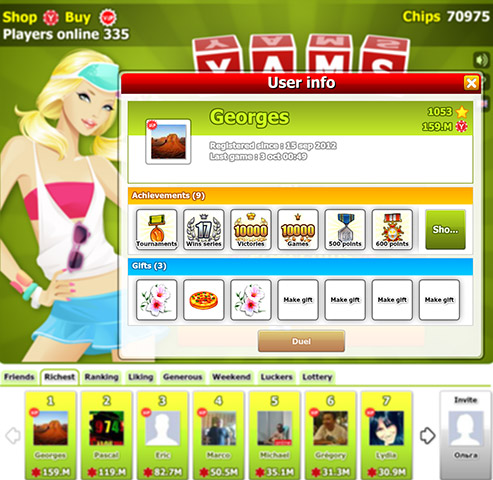 Shop Buy
Players online 335
Chips 70975
YAMS
User info
Georges
1053
159.M
Registered since : 15 sep 2012
Last game : 3 oct 00:49
Achievements (9)
Tournaments
17
Wins series
10000
Victories
10000
Games
500 points
600 points
Sho...
Gifts (3)
Make gift
Make gift
Make gift
Make gift
Duel
Friends Richest Ranking Liking Generous Weekend Luckers Lottery
1 2 3 4 5 6 7
Invite
974
Georges Pascal Eric Marco Michael Grégory Lydia
Ольга
159.M 119.M 82.7M 50.5M 35.1M 31.3M 30.9M